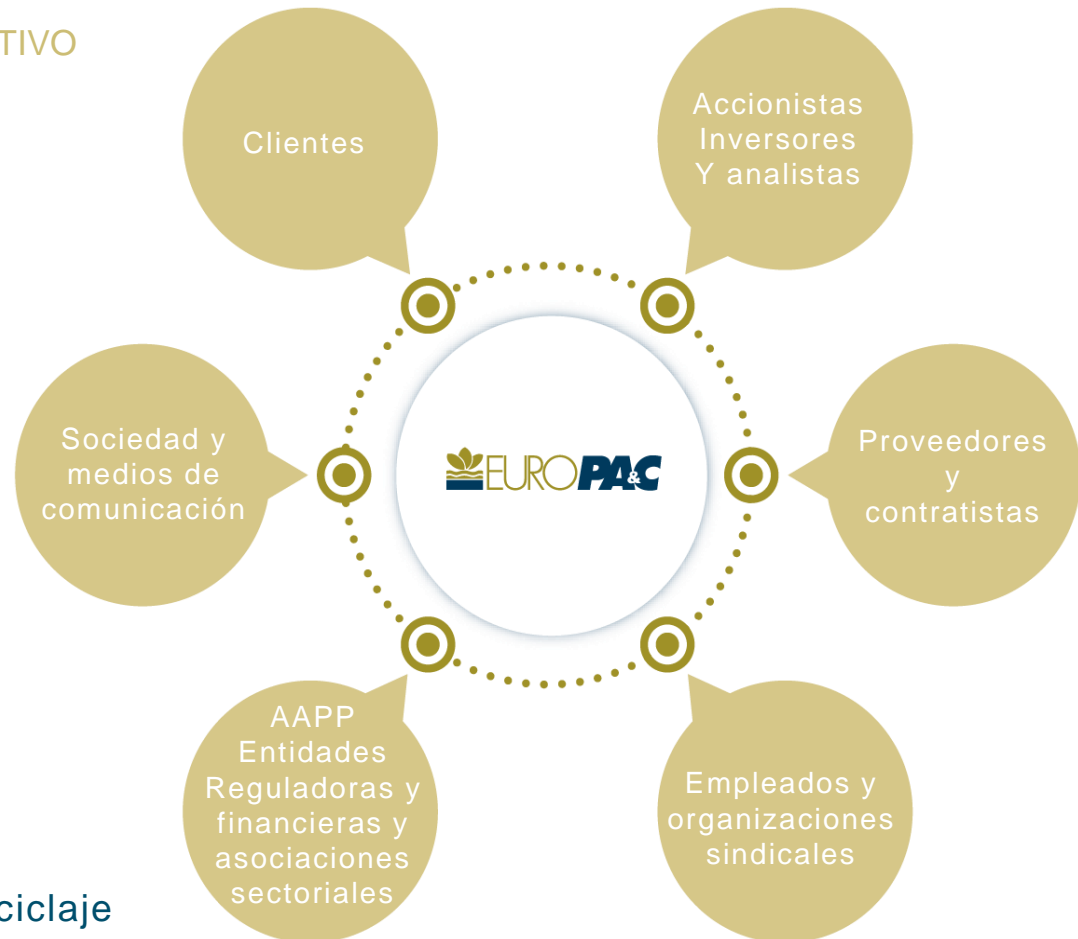 TIVO
Clientes
Accionistas
Inversores
Y analistas
Sociedad y
medios de
comunicación
EUROPA&C
Proveedores
y
contratistas
AAPP
Entidades
Reguladoras y
financieras y
asociaciones
sectoriales
Empleados y
organizaciones
sindicales
ciclaje